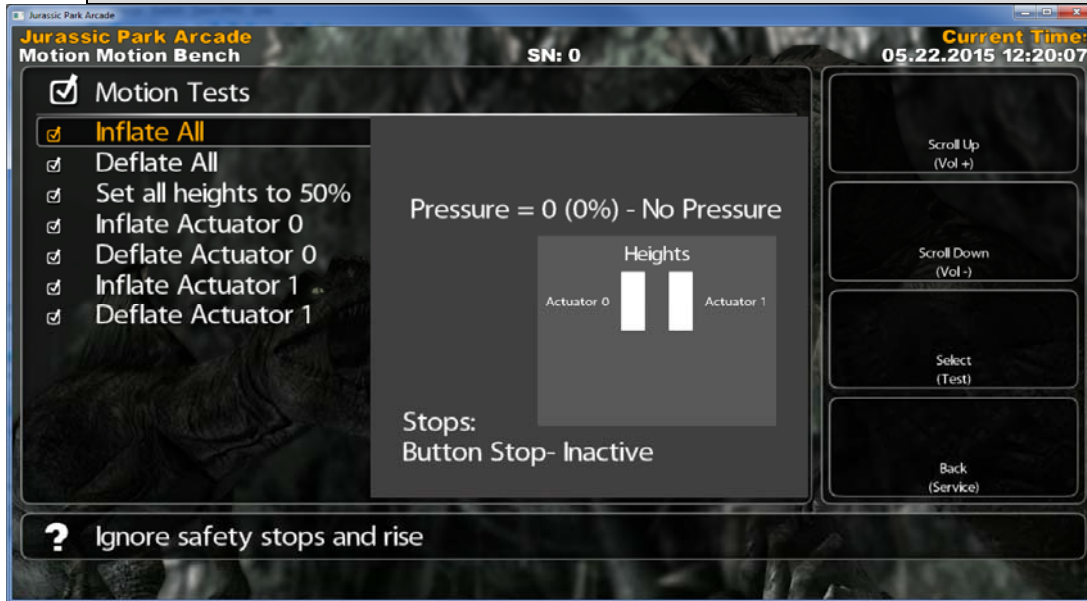 Jurassic Park Arcade
Jurassic Park Arcade
Motion Motion Bench
SN: 0
Current Time:
05.22.2015 12:20:07
Motion Tests
Inflate All
Deflate All
Set all heights to 50%
Inflate Actuator 0
Deflate Actuator 0
Inflate Actuator 1
Deflate Actuator 1
Pressure = 0 (0%) - No Pressure
Heights
Actuator 0
Actuator 1
Stops:
Button Stop- Inactive
Scroll Up
(Vol +)
Scroll Down
(Vol -)
Select
(Test)
Back
(Service)
? Ignore safety stops and rise